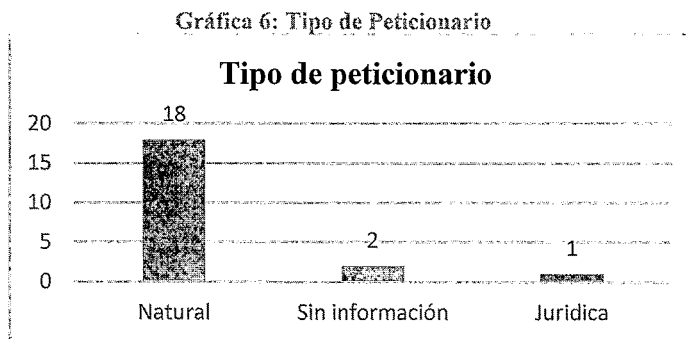 Gráfica 6: Tipo de Peticionario
Tipo de peticionario
18
20
15
10
5
2
1
0
Natural
Sin información
Juridica